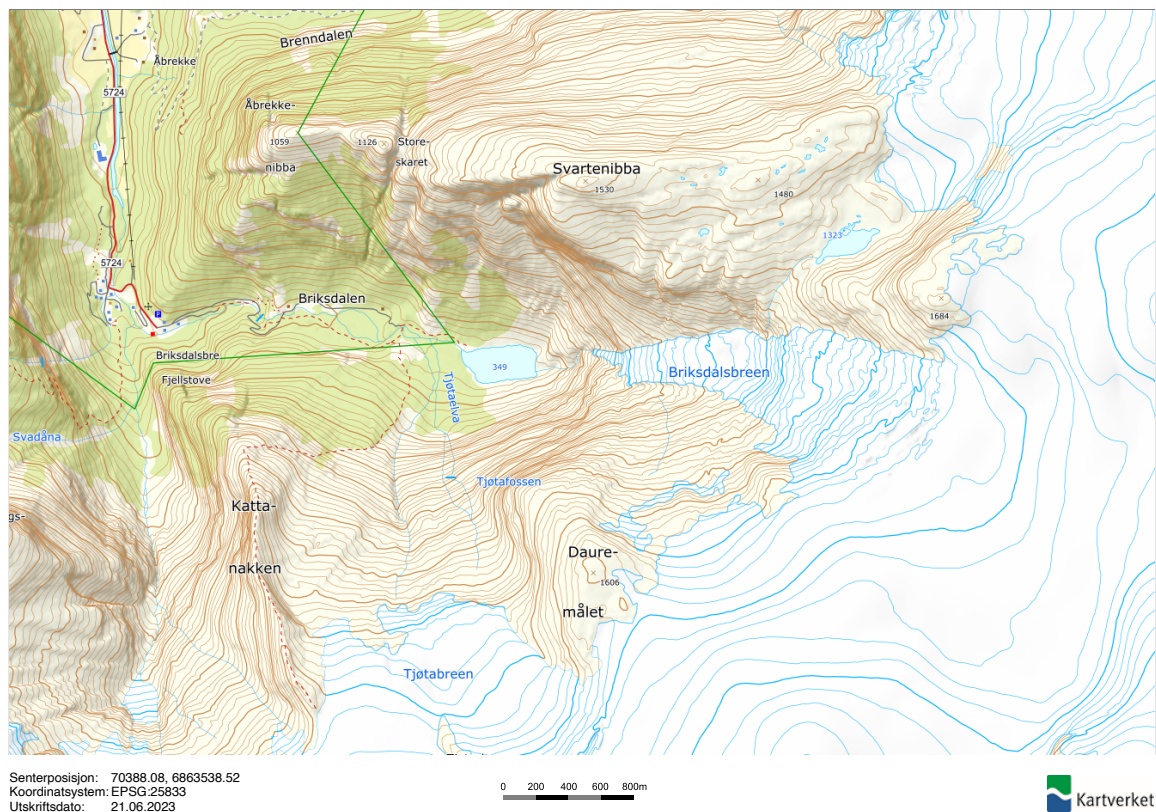 Brenndalen
Åbrekke
5724
Åbrekke-
1059
1126
Store-
skaret
nibba
Svartenibba
1530
1480
1323
5724
P
Briksdalen
1684
Briksdalsbre
Fjellstove
349
Briksdalsbreen
Tjøtaelva
Svadåna
Tjøtafossen
Katta-
gs-
nakken
Daure-
1606
målet
Tjøtabreen
Senterposisjon: 70388.08, 6863538.52
Koordinatsystem: EPSG:25833
Utskriftsdato: 21.06.2023
0 200 400 600 800m
Kartverket